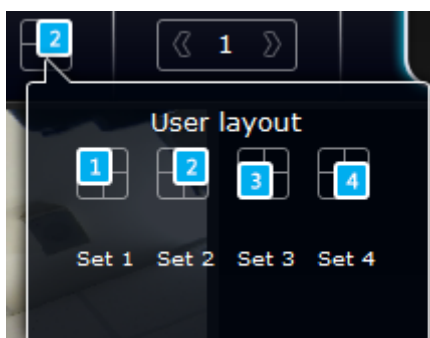 2
1
User layout
1 2 3 4
Set 1 Set 2 Set 3 Set 4